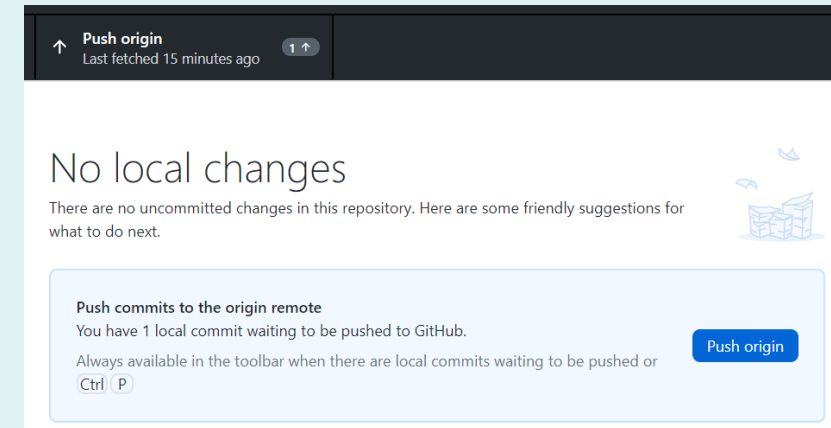 Push origin
Last fetched 15 minutes ago
1 ↑
No local changes
There are no uncommitted changes in this repository. Here are some friendly suggestions for
what to do next.
Push commits to the origin remote
You have 1 local commit waiting to be pushed to GitHub.
Push origin
Always available in the toolbar when there are local commits waiting to be pushed or
Ctrl P